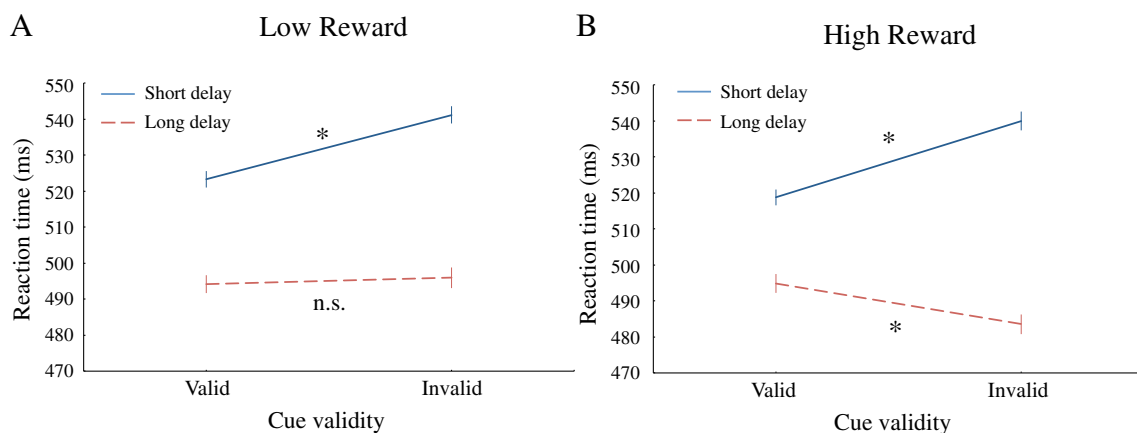 A
Low Reward
550
540
530
520
510
500
490
480
470
Reaction time (ms)
Short delay
Long delay
*
n.s.
Valid
Invalid
Cue validity
B
High Reward
550
540
530
520
510
500
490
480
470
Reaction time (ms)
Short delay
Long delay
*
*
Valid
Invalid
Cue validity